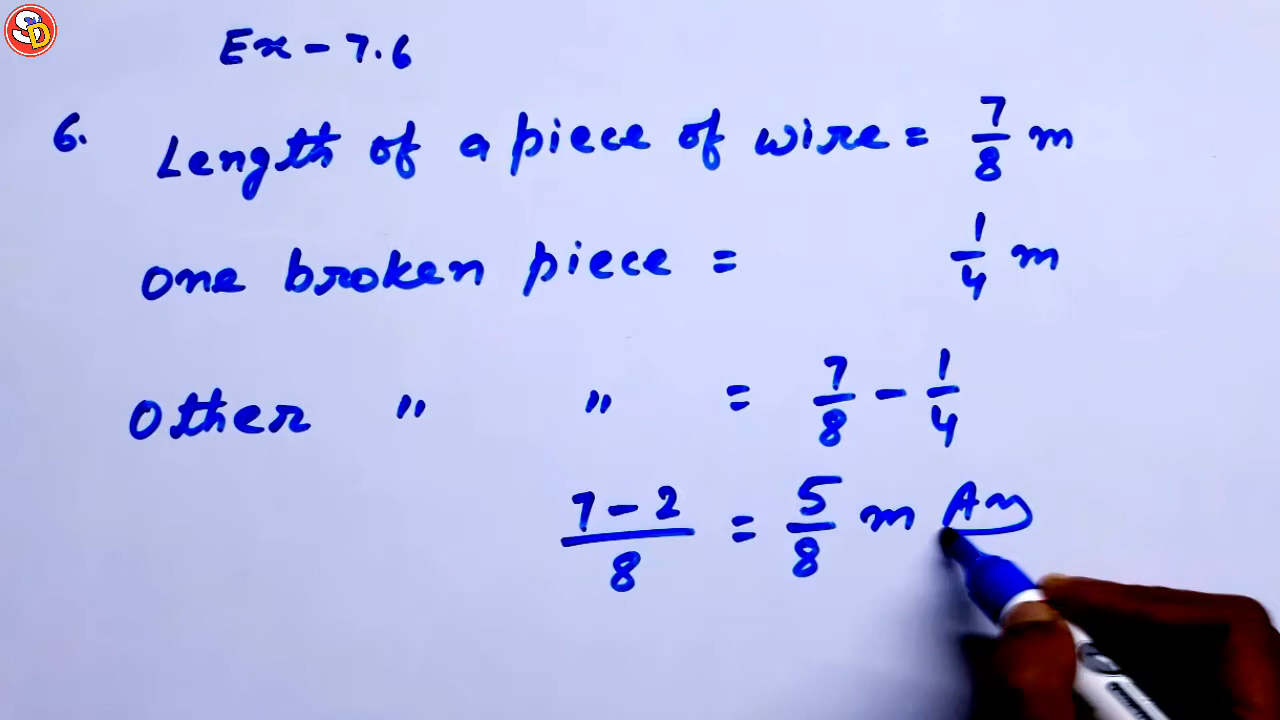 SD
Ex - 7.6
6. Length of a piece of wire = 7/8 m
One broken piece = 1/4 m
Other " " = 7/8 - 1/4
7-2/8 = 5/8 m Ans